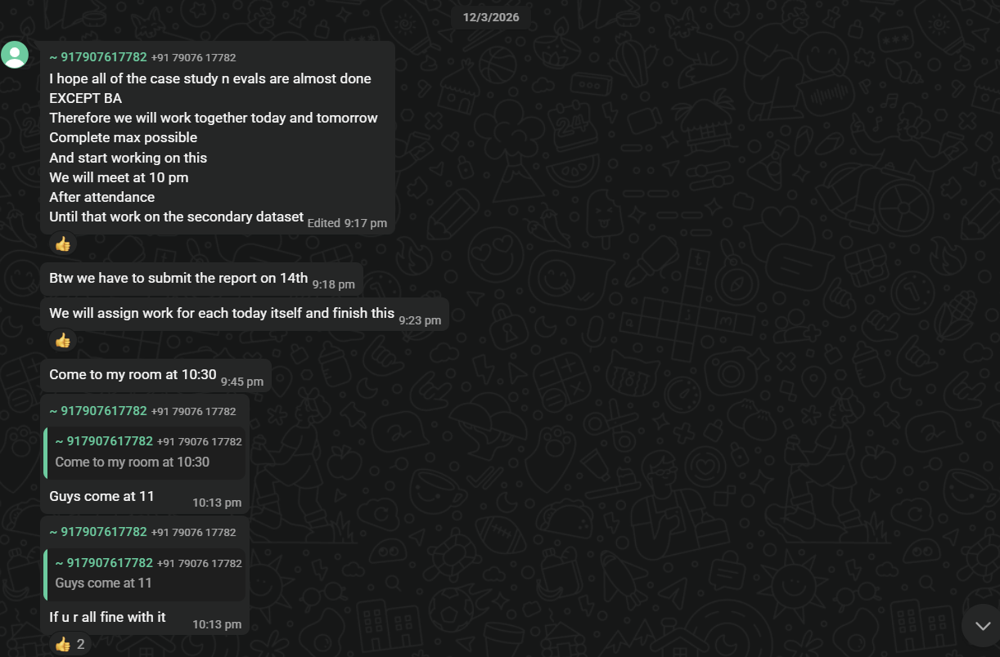 12/3/2026
~ 917907617782 +91 79076 17782
I hope all of the case study n evals are almost done
EXCEPT BA
Therefore we will work together today and tomorrow
Complete max possible
And start working on this
We will meet at 10 pm
After attendance
Until that work on the secondary dataset Edited 9:17 pm
👍
Btw we have to submit the report on 14th 9:18 pm
We will assign work for each today itself and finish this 9:23 pm
👍
Come to my room at 10:30 9:45 pm
~ 917907617782 +91 79076 17782
~ 917907617782 +91 79076 17782
Come to my room at 10:30
Guys come at 11 10:13 pm
~ 917907617782 +91 79076 17782
~ 917907617782 +91 79076 17782
Guys come at 11
If u r all fine with it 10:13 pm
👍 2